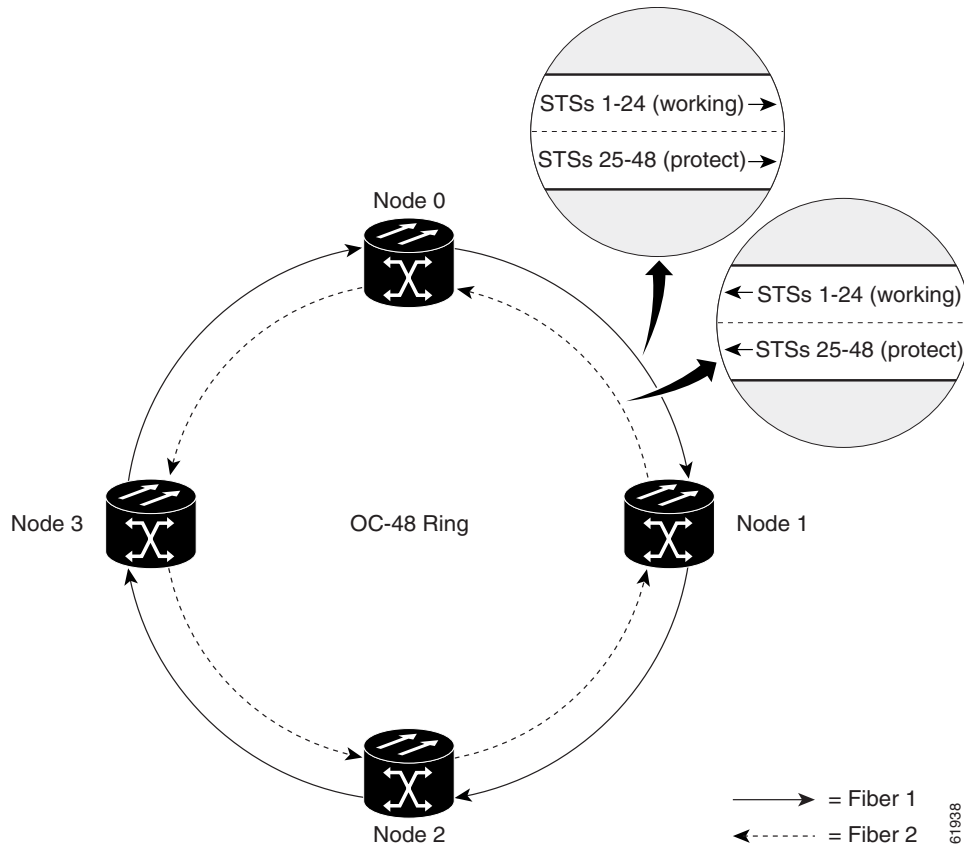 STSs 1-24 (working)
STSs 25-48 (protect)
Node 0
STSs 1-24 (working)
STSs 25-48 (protect)
Node 3
OC-48 Ring
Node 1
= Fiber 1
Node 2
= Fiber 2
61938